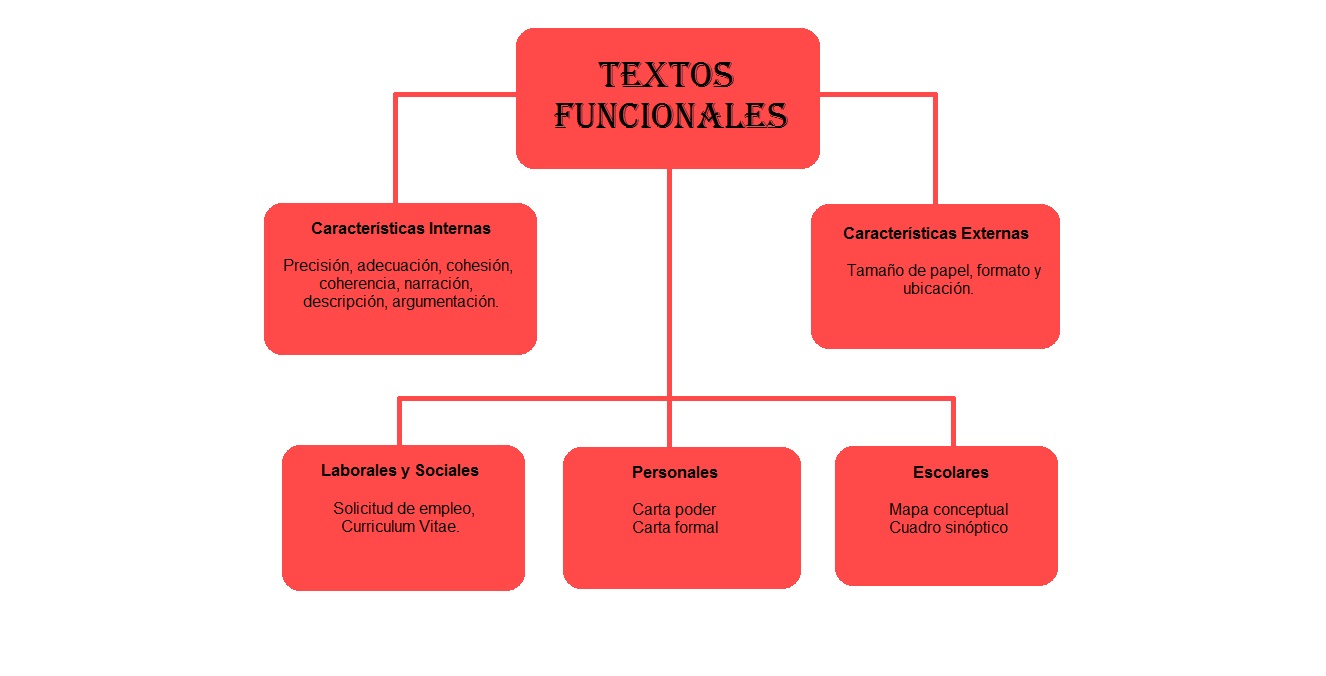 TEXTOS
FUNCIONALES
Características Internas
Precisión, adecuación, cohesión,
coherencia, narración,
descripción, argumentación.
Características Externas
Tamaño de papel, formato y
ubicación.
Laborales y Sociales
Solicitud de empleo,
Curriculum Vitae.
Personales
Carta poder
Carta formal
Escolares
Mapa conceptual
Cuadro sinóptico